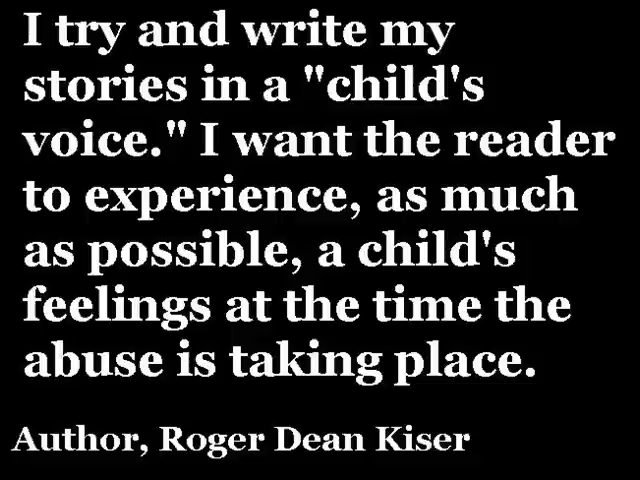 I try and write my
stories in a "child's
voice." I want the reader
to experience, as much
as possible, a child's
feelings at the time the
abuse is taking place.
Author, Roger Dean Kiser